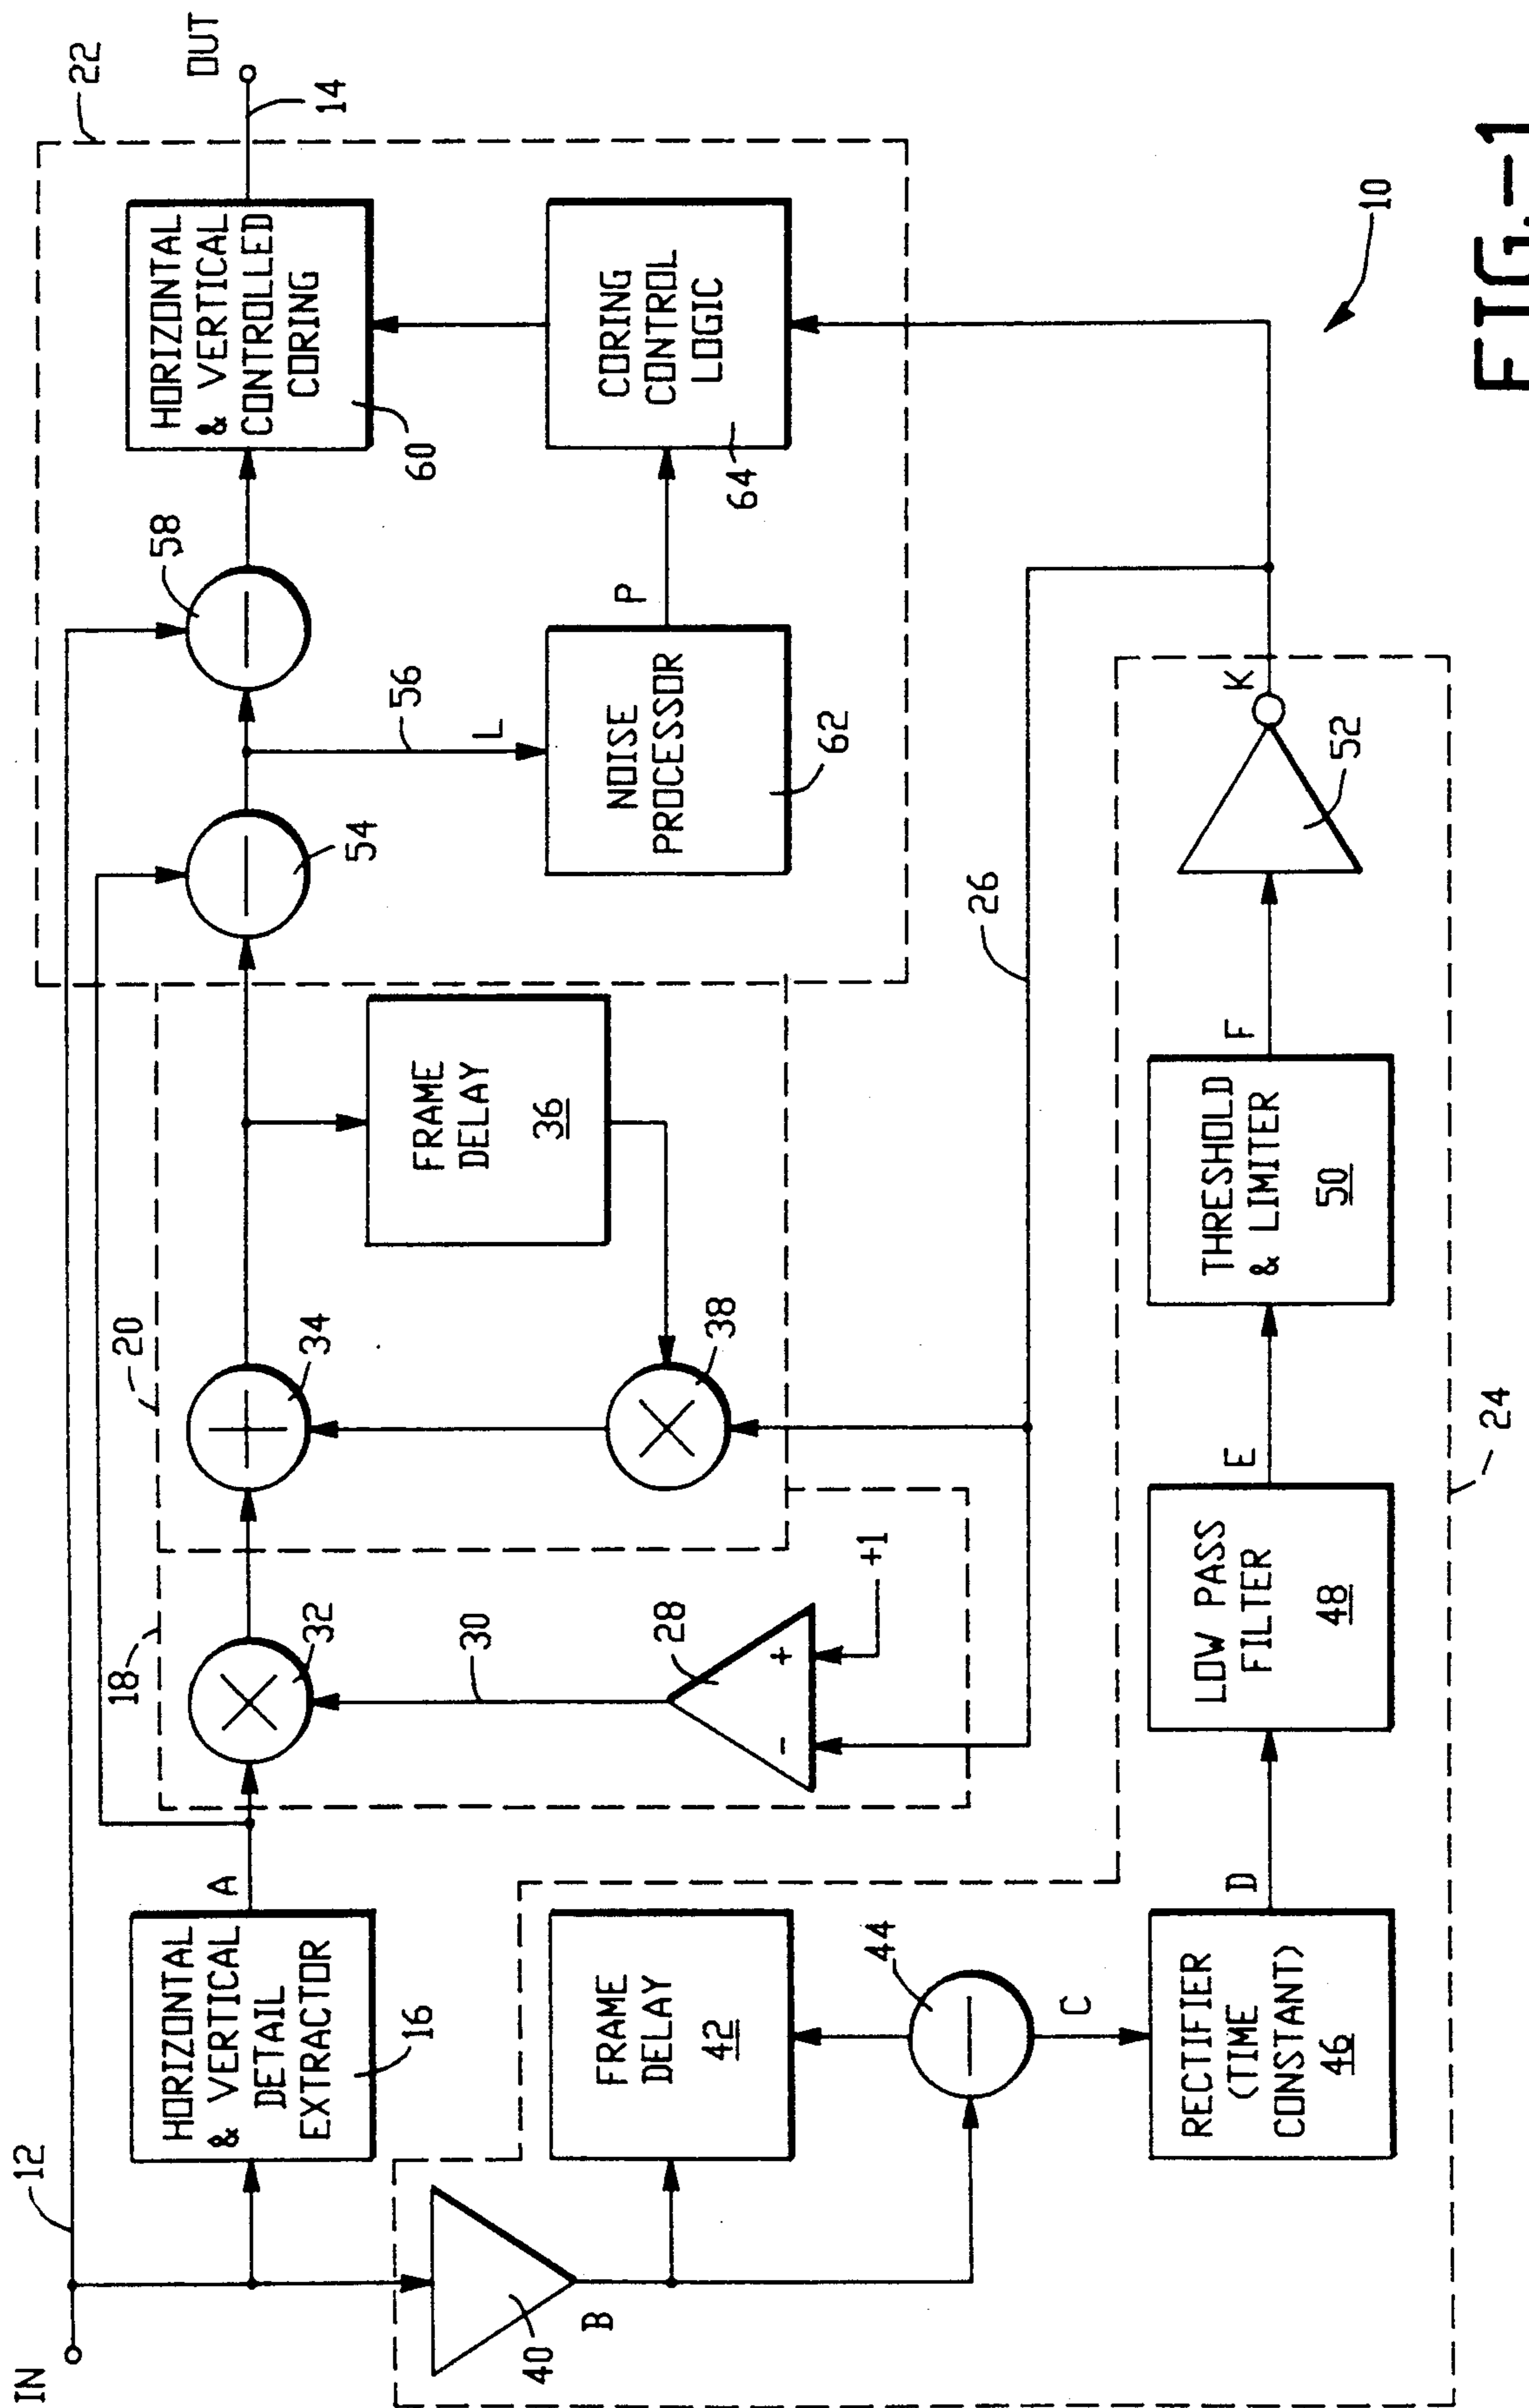 IN
12
HORIZONTAL
& VERTICAL
DETAIL
EXTRACTOR
16
A
18
32
30
28
-
+
+1
20
34
38
FRAME
DELAY
36
22
54
58
56
L
NOISE
PROCESSOR
62
P
HORIZONTAL
& VERTICAL
CONTROLLED
CORING
60
CORING
CONTROL
LOGIC
64
14
OUT
40
B
FRAME
DELAY
42
44
C
RECTIFIER
(TIME
CONSTANT)
46
D
LOW PASS
FILTER
48
E
THRESHOLD
& LIMITER
50
F
52
K
26
24
10
FIG.-1